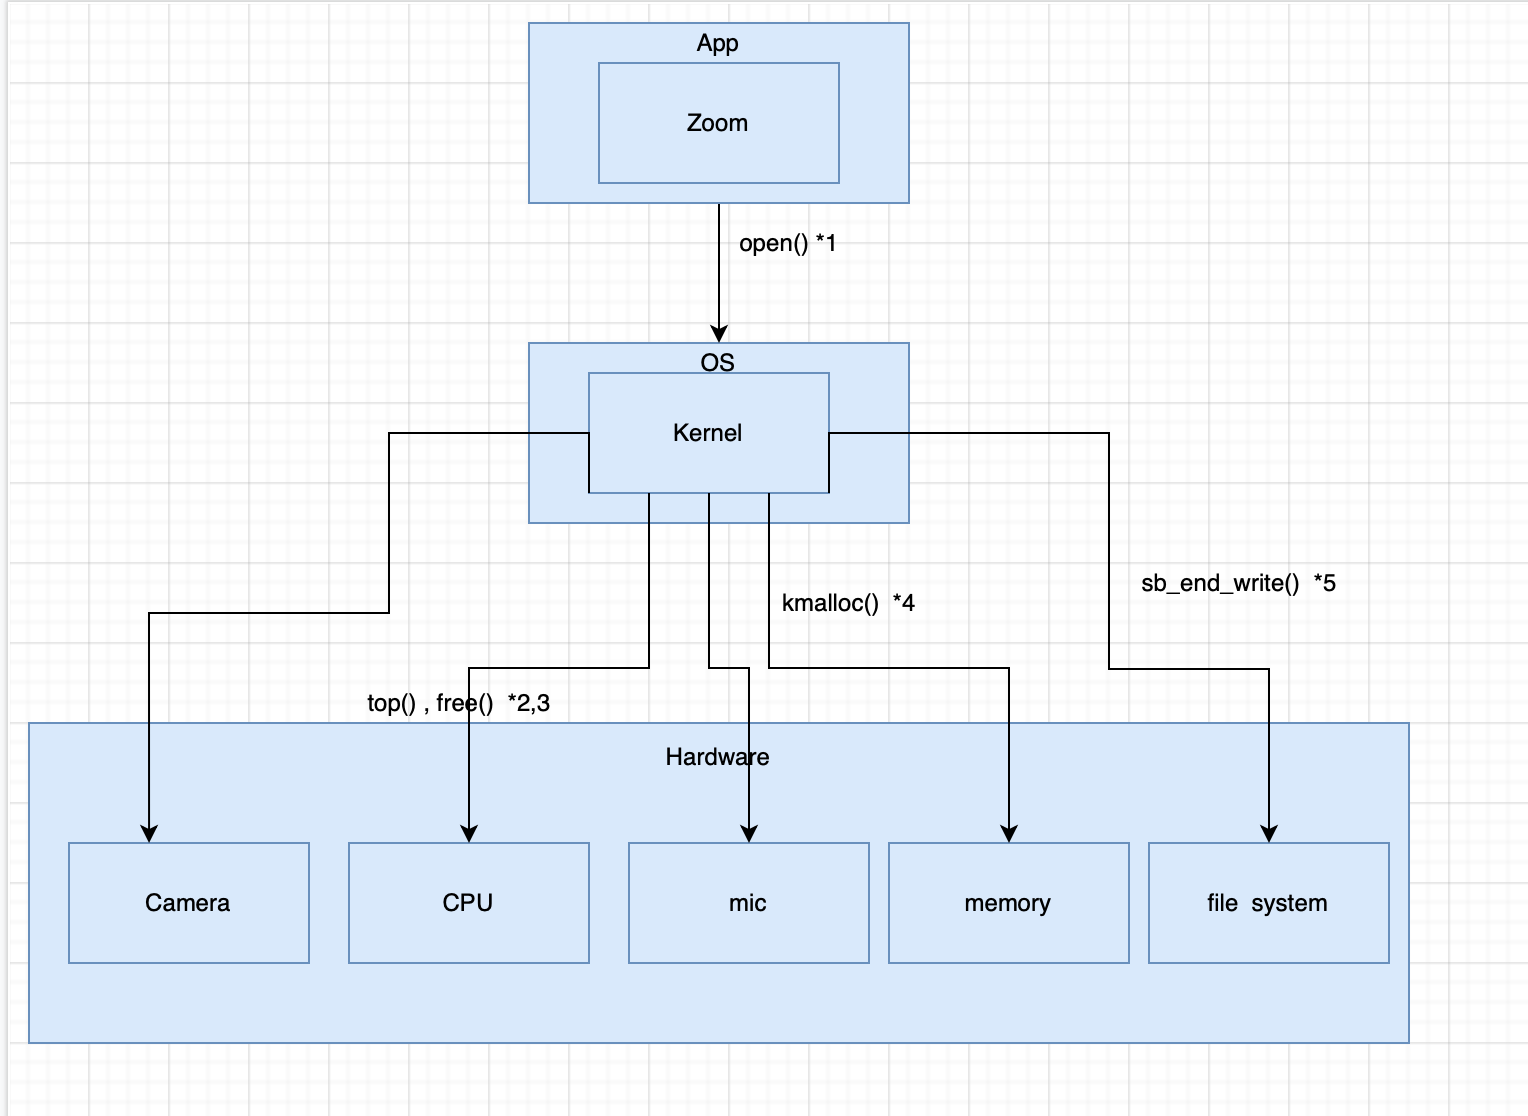 App
Zoom
open() *1
OS
Kernel
sb_end_write()  *5
kmalloc()  *4
top() , free()  *2,3
Hardware
Camera
CPU
mic
memory
file  system